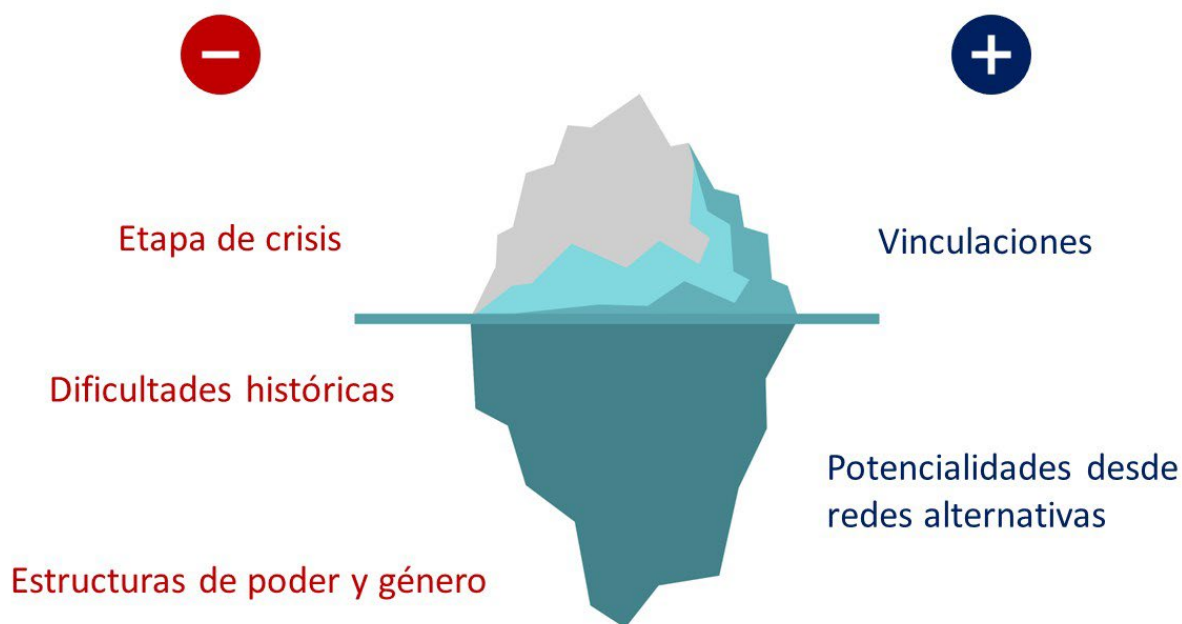 Etapa de crisis
Vinculaciones
Dificultades históricas
Potencialidades desde
redes alternativas
Estructuras de poder y género